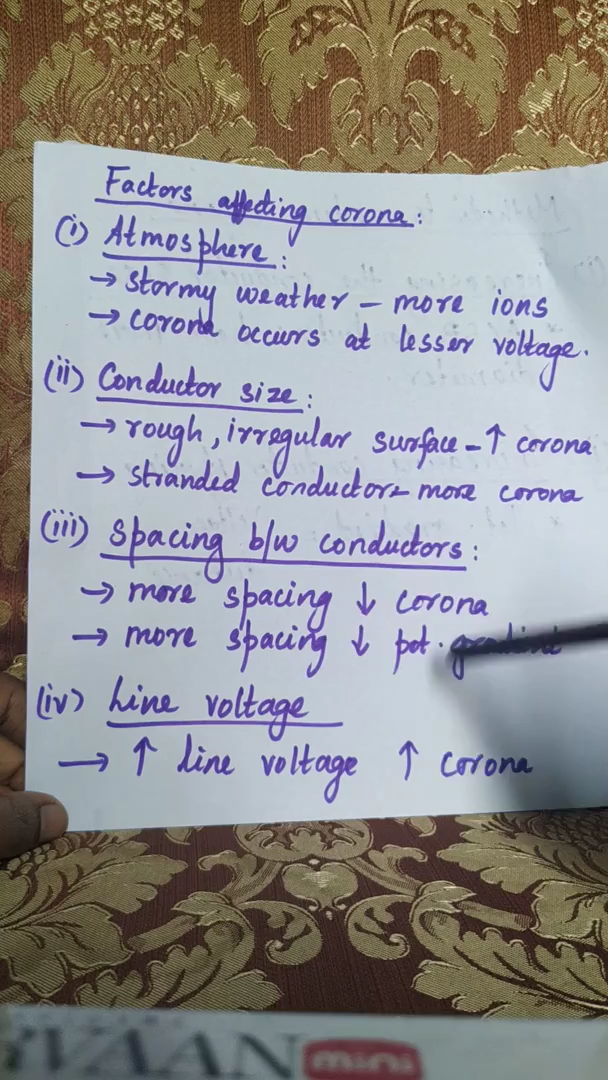 Factors affecting corona:
(i) Atmosphere:
→ stormy weather – more ions
→ corona occurs at lesser voltage.
(ii) Conductor size:
→ rough, irregular surface – ↑ corona
→ stranded conductor – more corona
(iii) Spacing b/w conductors:
→ more spacing ↓ corona
→ more spacing ↓ pot.
(iv) Line voltage
→ ↑ line voltage ↑ corona
mini